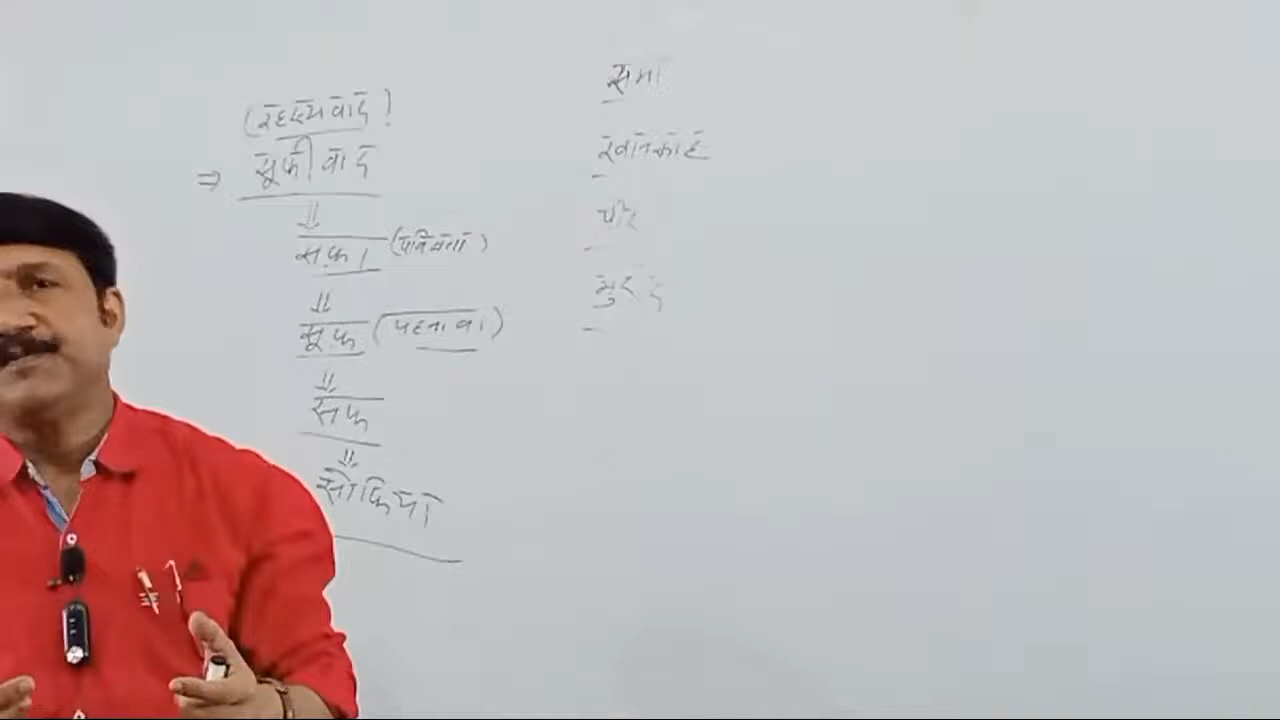 (रहस्यवाद)
⇒ सूफीवाद
⇓
सफा (पवित्रता)
⇓
सूफ (पहनावा)
⇓
सफ
⇓
सोफिया
समा
खानकाह
पीर
मुरीद